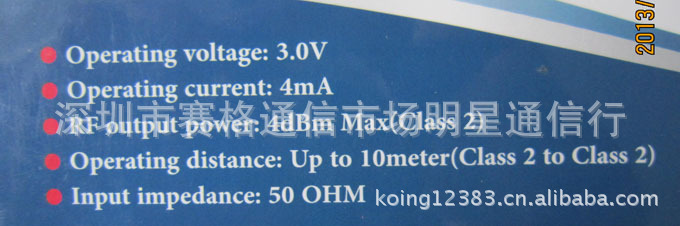 2013/
Operating voltage: 3.0V
Operating current: 4mA
深圳市赛格通信市场明星通信行
RF output power: 4dBm Max(Class 2)
Operating distance: Up to 10meter(Class 2 to Class 2)
Input impedance: 50 OHM
koing12383.cn.alibaba.com